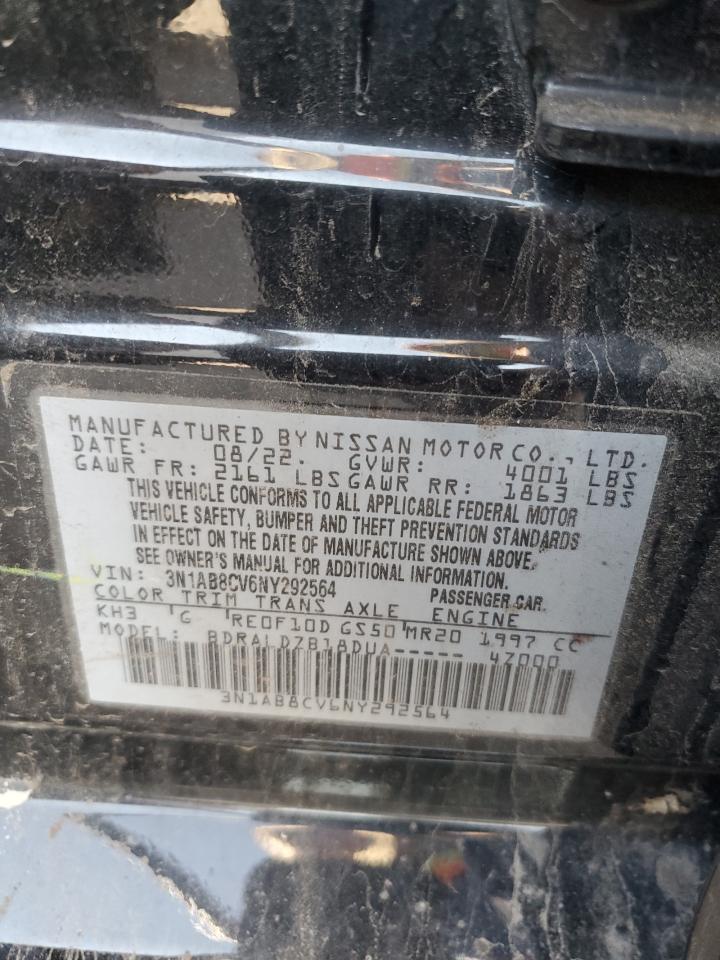 MANUFACTURED BY NISSAN MOTOR CO., LTD.
DATE: 08/22. GVWR: 4001 LBS
GAWR FR: 2161 LBS GAWR RR: 1863 LBS
THIS VEHICLE CONFORMS TO ALL APPLICABLE FEDERAL MOTOR
VEHICLE SAFETY, BUMPER AND THEFT PREVENTION STANDARDS
IN EFFECT ON THE DATE OF MANUFACTURE SHOWN ABOVE.
SEE OWNER'S MANUAL FOR ADDITIONAL INFORMATION.
VIN: 3N1AB8CV6NY292564 PASSENGER CAR
COLOR TRIM TRANS AXLE ENGINE
KH3 'G 'RE0F10D GS50'MR20 1997 CC
MODEL: BDRALDZB18DUA----- 4Z000
3N1AB8CV6NY292564